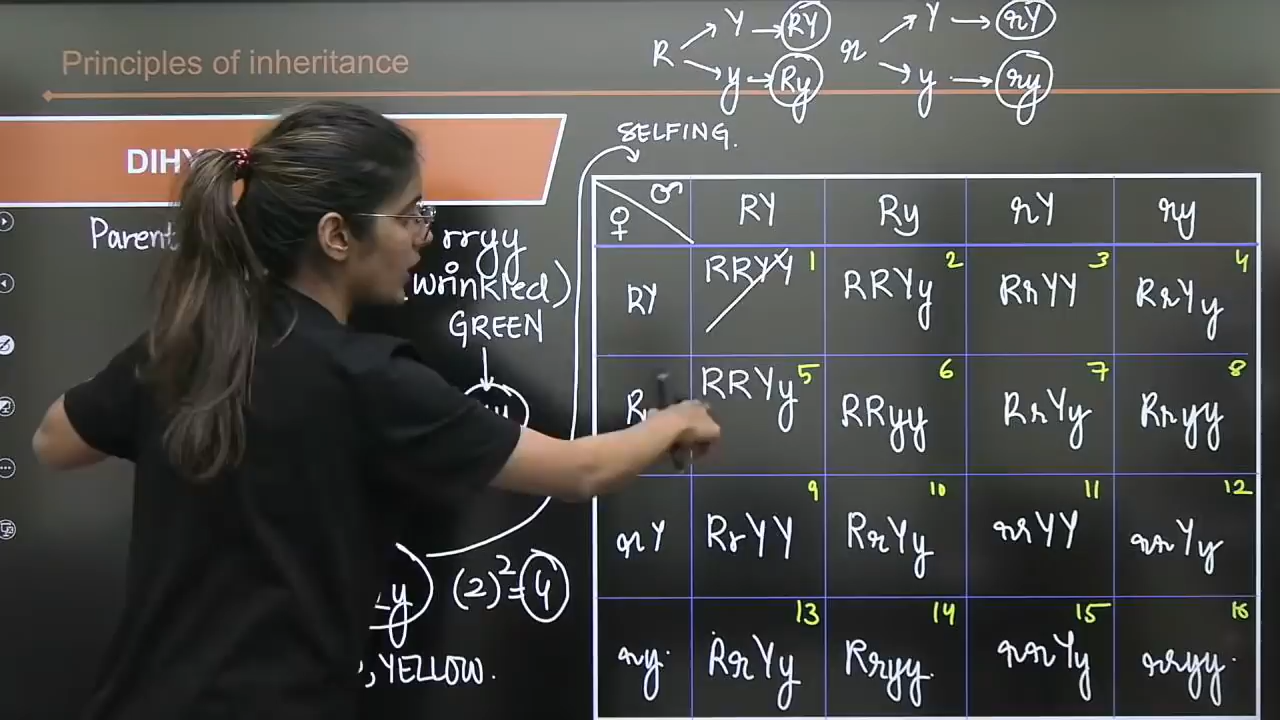 Principles of inheritance
R Y RY
y Ry
r Y rY
y ry
SELFING.
DIHY
Parent rryy
(wrinkled)
GREEN
(2)² = 4
, YELLOW.
♀ ♂ RY Ry rY ry
RY RRYY 1 RRYy 2 RrYY 3 RrYy 4
Ry RRYy 5 RRyy 6 RrYy 7 Rryy 8
rY RrYY 9 RrYy 10 rrYY 11 rrYy 12
ry. RrYy 13 Rryy. 14 rrYy 15 rryy. 16